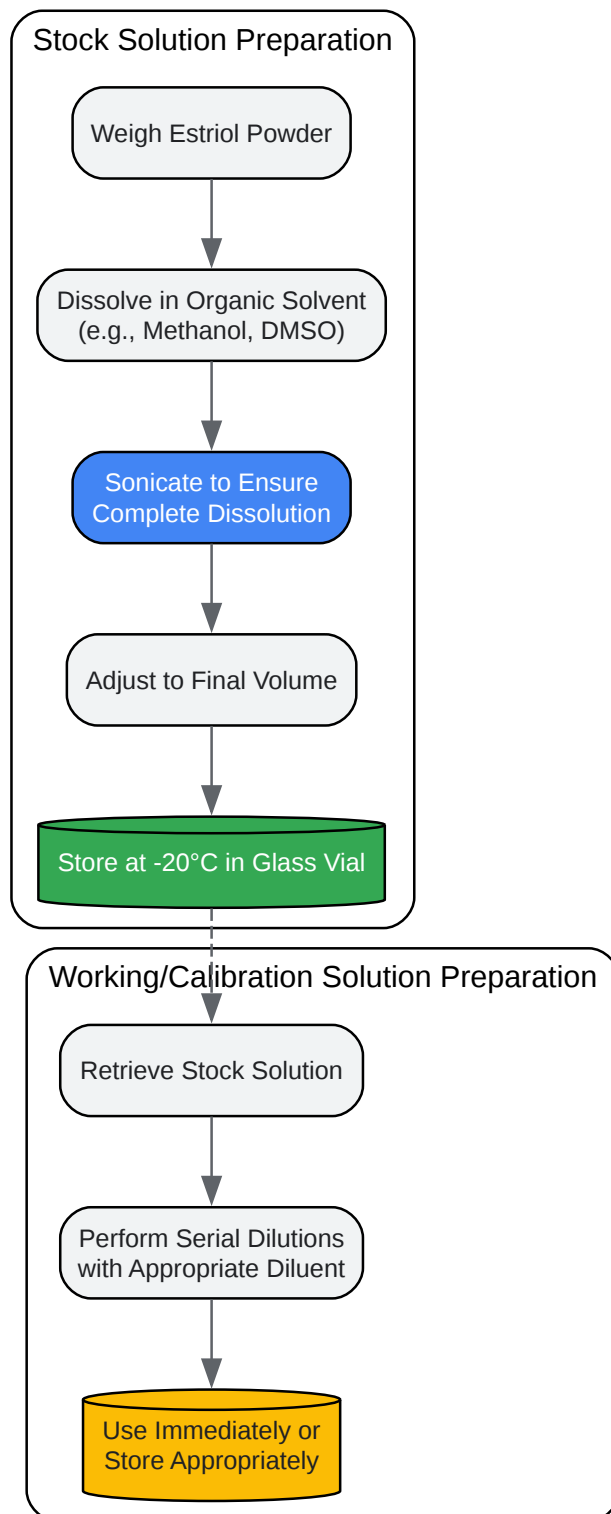 Stock Solution Preparation
Weigh Estriol Powder
Dissolve in Organic Solvent
(e.g., Methanol, DMSO)
Sonicate to Ensure
Complete Dissolution
Adjust to Final Volume
Store at -20°C in Glass Vial
Working/Calibration Solution Preparation
Retrieve Stock Solution
Perform Serial Dilutions
with Appropriate Diluent
Use Immediately or
Store Appropriately